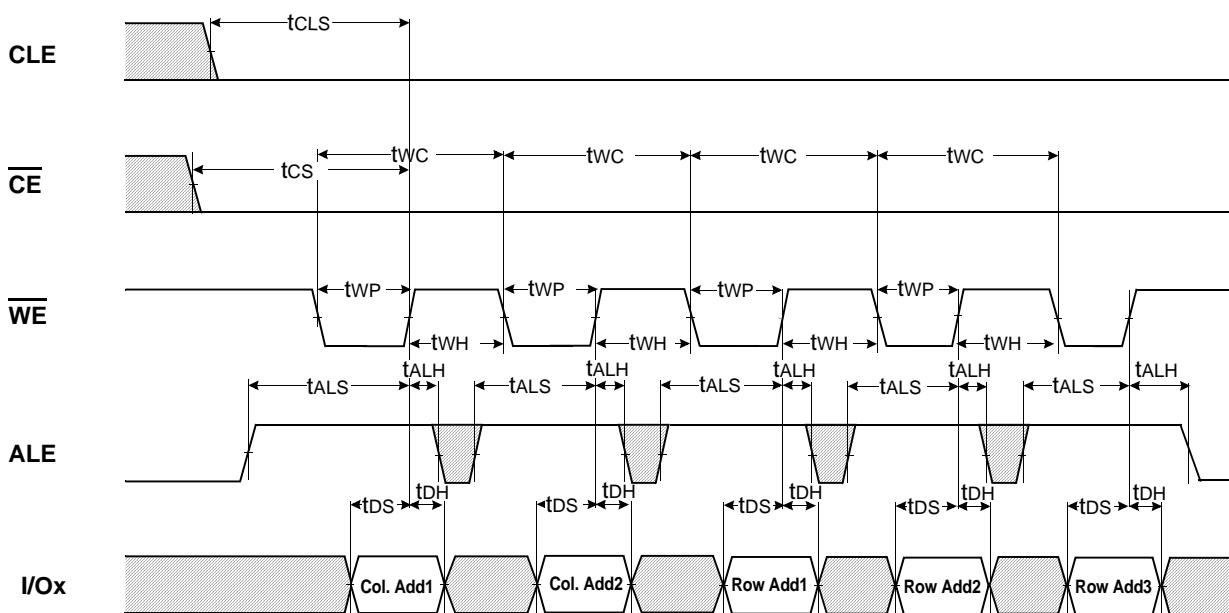 tCLS
CLE
tWC tWC tWC tWC
tCS
CE
tWP tWP tWP tWP
WE
tWH tWH tWH tWH
tALH tALH tALH tALH tALH
tALS tALS tALS tALS tALS
ALE
tDH tDH tDH tDH tDH
tDS tDS tDS tDS tDS
I/Ox Col. Add1 Col. Add2 Row Add1 Row Add2 Row Add3